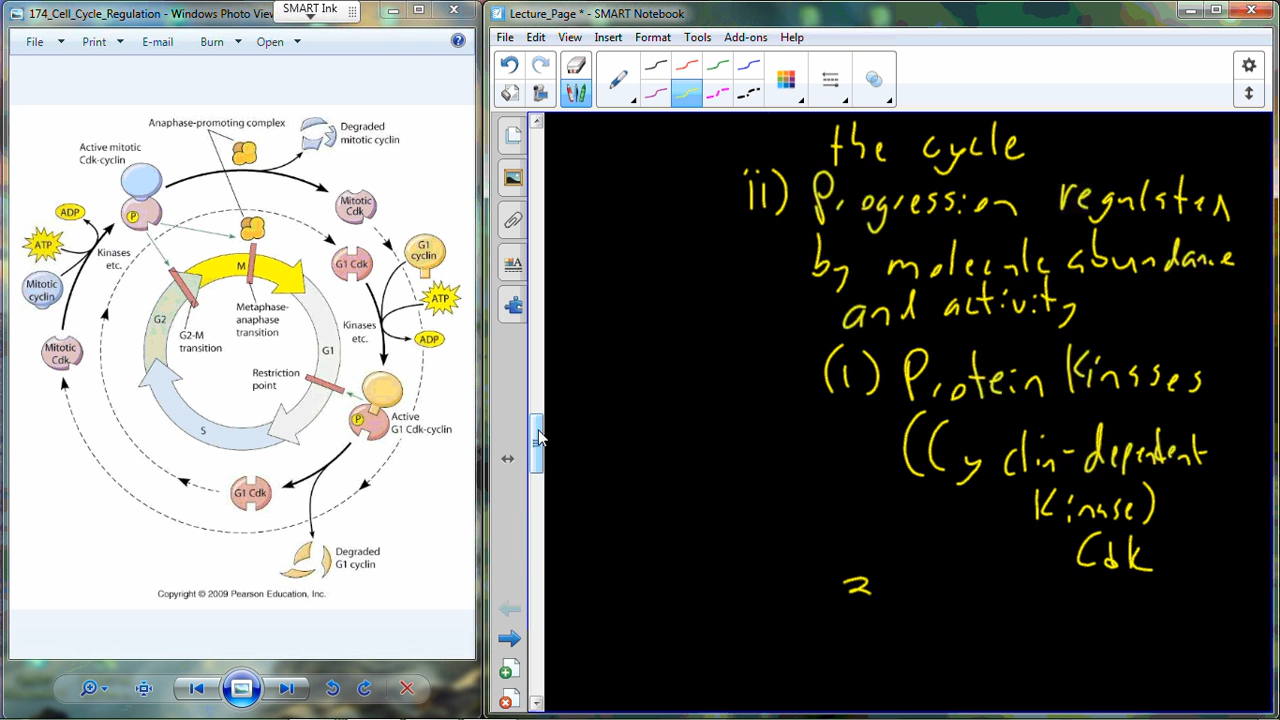 174_Cell_Cycle_Regulation - Windows Photo View
SMART Ink
File Print E-mail Burn Open
Anaphase-promoting complex
Degraded
mitotic cyclin
Active mitotic
Cdk-cyclin
P
ADP
ATP
Kinases
etc.
Mitotic
cyclin
Mitotic
Cdk
Mitotic
Cdk
G1
cyclin
G1 Cdk
ATP
Kinases
etc.
ADP
M
Metaphase-
anaphase
transition
G2
G2-M
transition
G1
Restriction
point
S
P
Active
G1 Cdk-cyclin
G1 Cdk
Degraded
G1 cyclin
Copyright © 2009 Pearson Education, Inc.
Lecture_Page * - SMART Notebook
File Edit View Insert Format Tools Add-ons Help
the cycle
ii) Progression regulated
by molecule abundance
and activity
(1) Protein Kinases
(Cyclin-dependent
Kinase)
Cdk
2